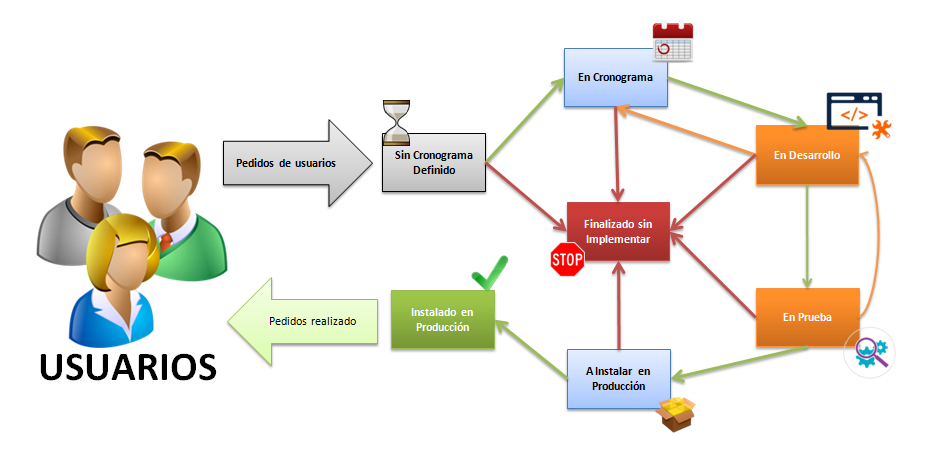 En Cronograma
</>
En Desarrollo
Pedidos de usuarios
Sin Cronograma
Definido
Finalizado sin
Implementar
STOP
Pedidos realizado
Instalado en
Producción
En Prueba
A Instalar en
Producción
USUARIOS